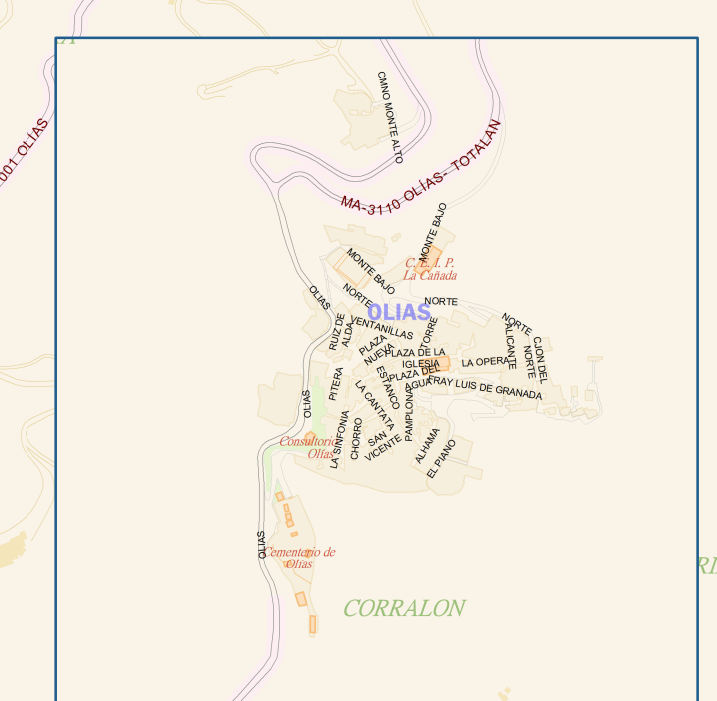 001 OLÍAS
CMNO MONTE ALTO
MA-3110 OLÍAS- TOTALAN
MONTE BAJO
C. E. I. P.
La Cañada
MONTE BAJO
OLIAS
NORTE
NORTE
OLIAS
NORTE
VENTANILLAS
TORRE
RUIZ DE
ALDA
PLAZA
NUEVA
PLAZA DE LA
IGLESIA
LA OPERA
ALICANTE
CJON DEL
NORTE
PLAZA DEL
AGUA
FRAY LUIS DE GRANADA
PITERA
ESTANCO
LA CANTATA
PAMPLONA
OLIAS
LA SINFONIA
CHORRO
SAN
VICENTE
ALHAMA
EL PIANO
Consultorio
Olías
OLIAS
Cementerio de
Olías
CORRALON